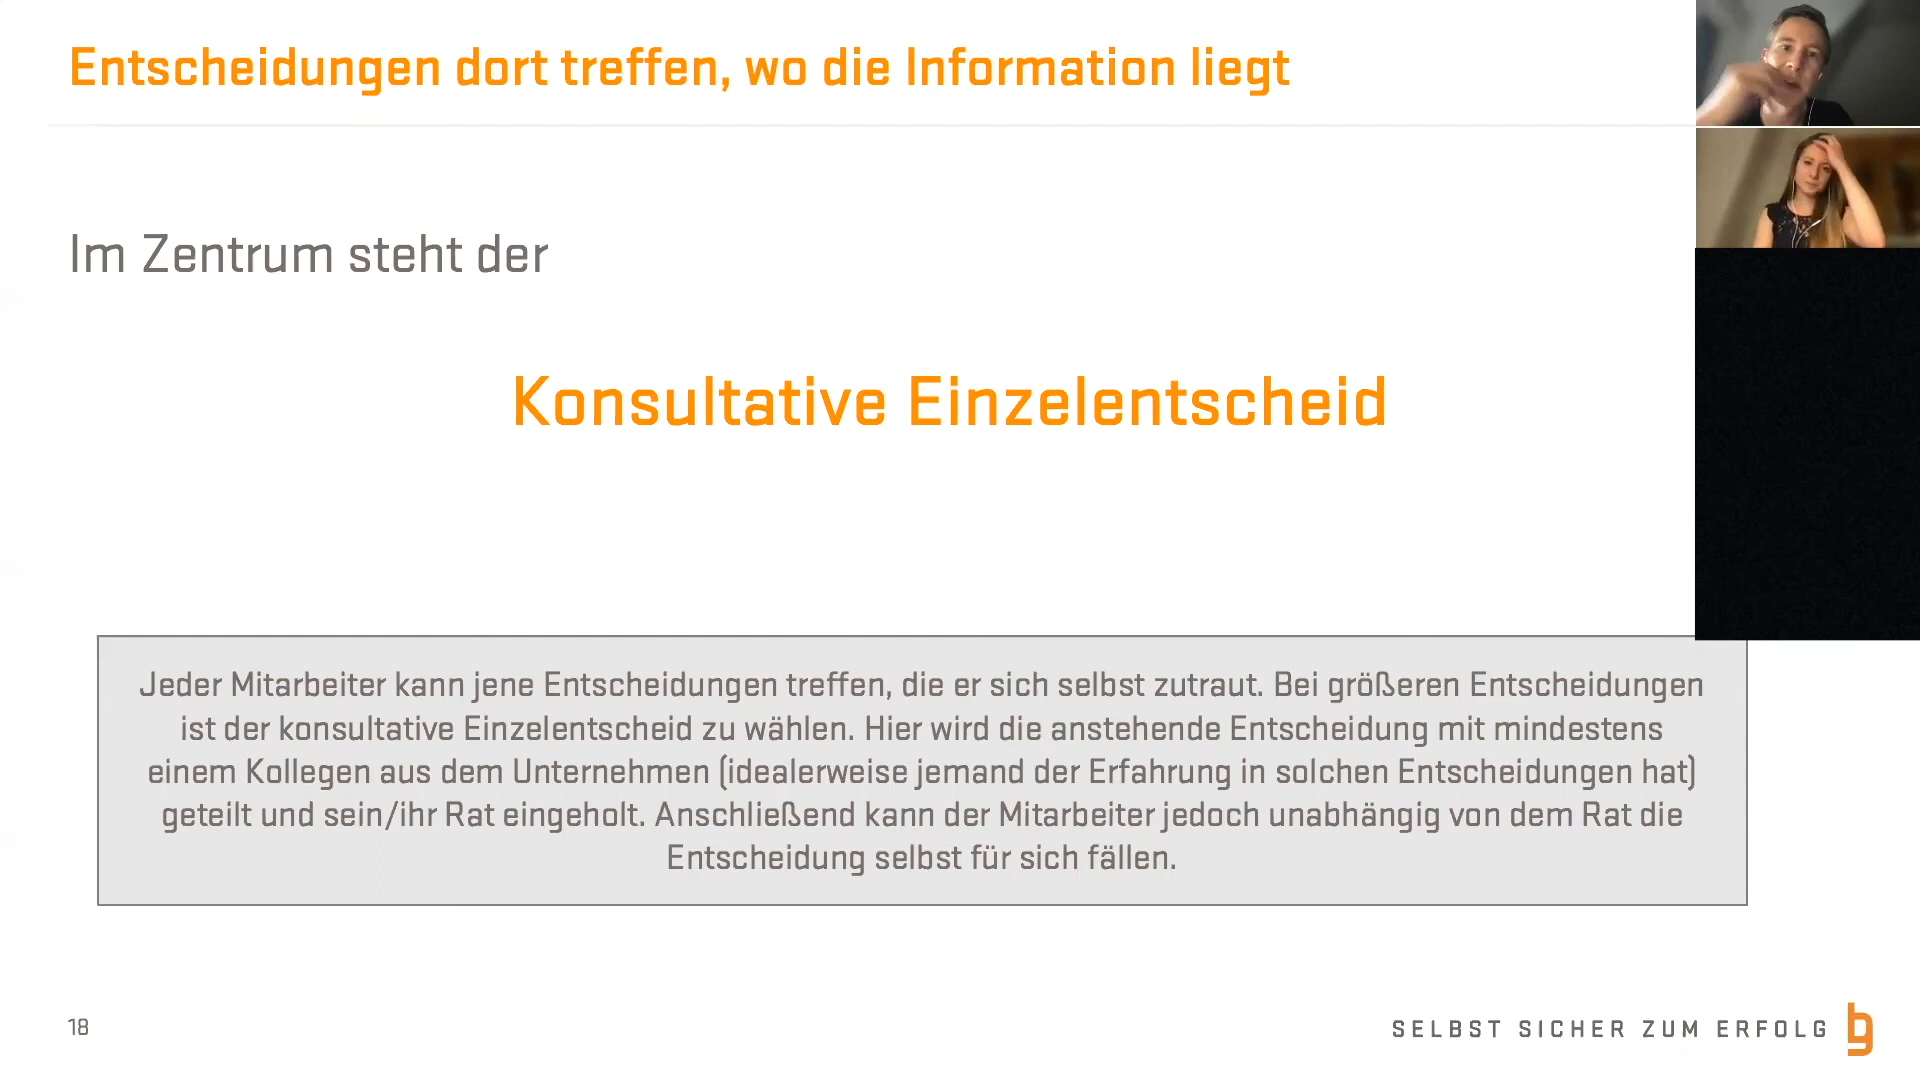 Entscheidungen dort treffen, wo die Information liegt
Im Zentrum steht der
Konsultative Einzelentscheid
Jeder Mitarbeiter kann jene Entscheidungen treffen, die er sich selbst zutraut. Bei größeren Entscheidungen
ist der konsultative Einzelentscheid zu wählen. Hier wird die anstehende Entscheidung mit mindestens
einem Kollegen aus dem Unternehmen (idealerweise jemand der Erfahrung in solchen Entscheidungen hat)
geteilt und sein/ihr Rat eingeholt. Anschließend kann der Mitarbeiter jedoch unabhängig von dem Rat die
Entscheidung selbst für sich fällen.
18
SELBST SICHER ZUM ERFOLG